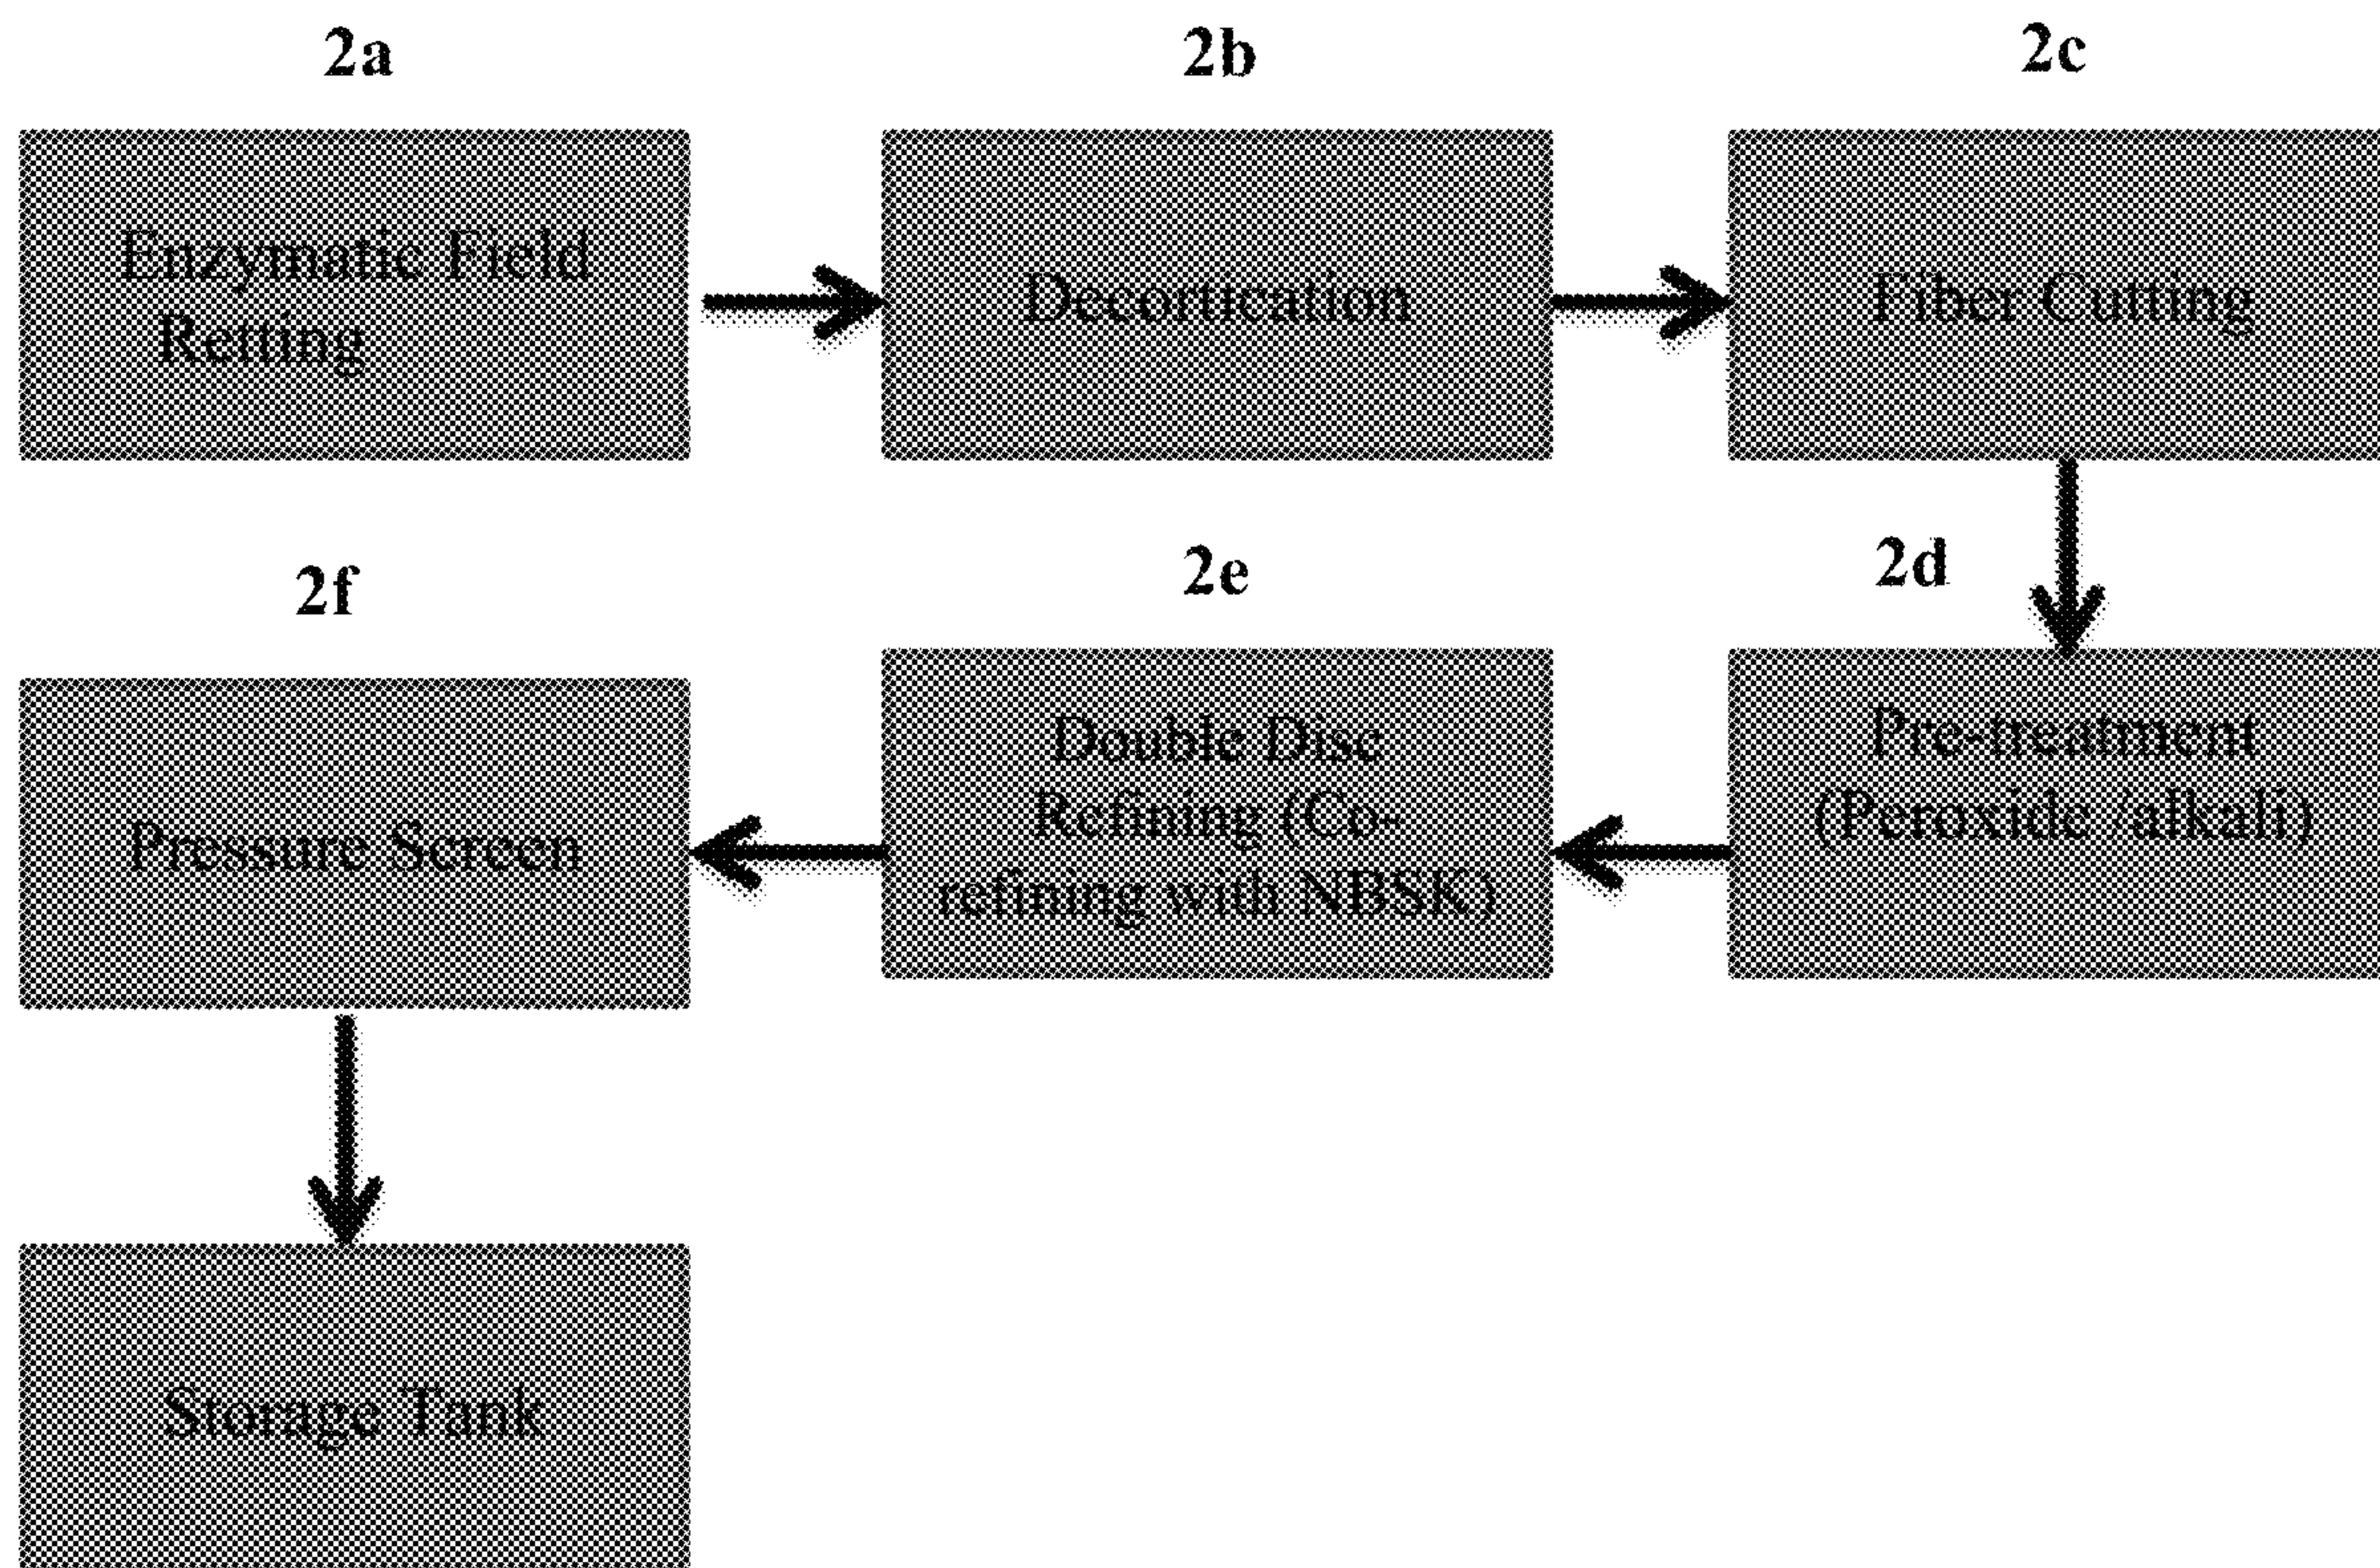 2a
2b
2c
Enzymatic Field
Retting
Decortication
Fiber Cutting
2d
Pre-treatment
(Peroxide /alkali)
2e
Double Disc
Refining (Co-
refining with NBSK)
2f
Pressure Screen
Storage Tank